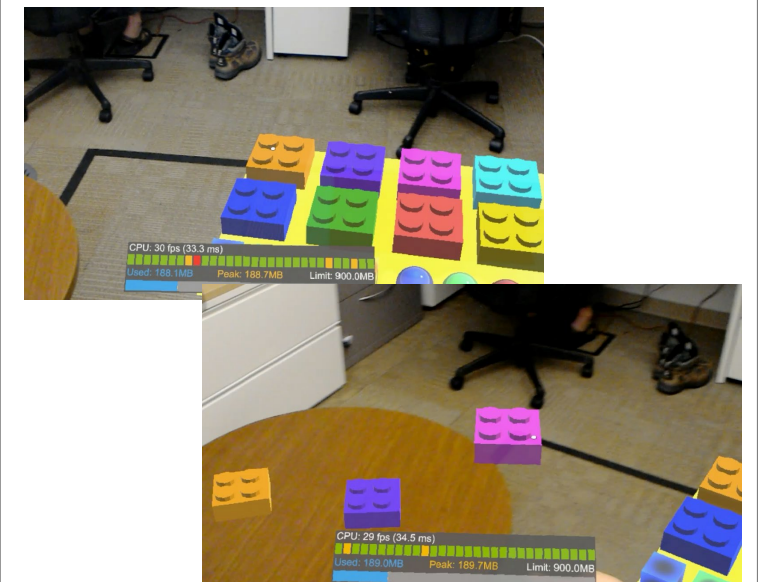 CPU: 30 fps (33.3 ms)
Used: 188.1MB Peak: 188.7MB Limit: 900.0MB
CPU: 29 fps (34.5 ms)
Used: 189.0MB Peak: 189.7MB Limit: 900.0MB